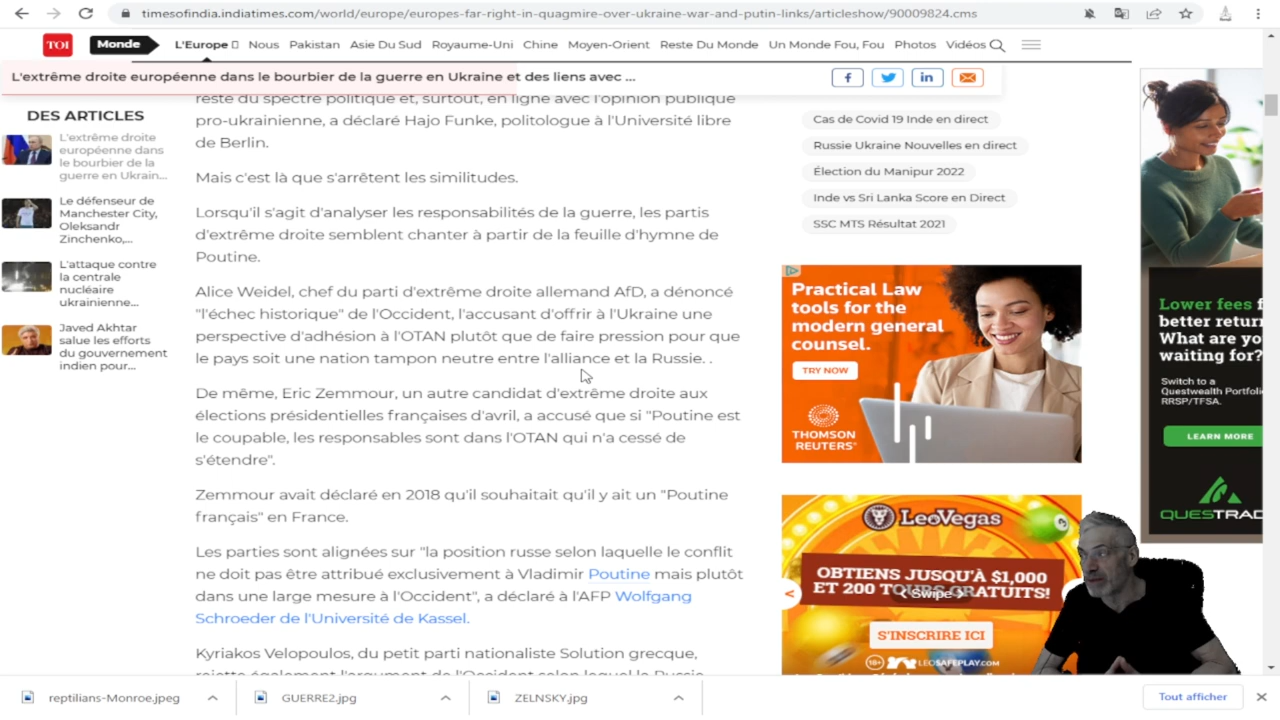 timesofindia.indiatimes.com/world/europe/europes-far-right-in-quagmire-over-ukraine-war-and-putin-links/articleshow/90009824.cms
TOI
Monde
L'Europe Nous Pakistan Asie Du Sud Royaume-Uni Chine Moyen-Orient Reste Du Monde Un Monde Fou, Fou Photos Vidéos
L'extrême droite européenne dans le bourbier de la guerre en Ukraine et des liens avec ...
DES ARTICLES
L'extrême droite
européenne dans
le bourbier de la
guerre en Ukrain...
Le défenseur de
Manchester City,
Oleksandr
Zinchenko,...
L'attaque contre
la centrale
nucléaire
ukrainienne...
Javed Akhtar
salue les efforts
du gouvernement
indien pour...
reste du spectre politique et, surtout, en ligne avec l'opinion publique
pro-ukrainienne, a déclaré Hajo Funke, politologue à l'Université libre
de Berlin.
Mais c'est là que s'arrêtent les similitudes.
Lorsqu'il s'agit d'analyser les responsabilités de la guerre, les partis
d'extrême droite semblent chanter à partir de la feuille d'hymne de
Poutine.
Alice Weidel, chef du parti d'extrême droite allemand AfD, a dénoncé
"l'échec historique" de l'Occident, l'accusant d'offrir à l'Ukraine une
perspective d'adhésion à l'OTAN plutôt que de faire pression pour que
le pays soit une nation tampon neutre entre l'alliance et la Russie. .
De même, Eric Zemmour, un autre candidat d'extrême droite aux
élections présidentielles françaises d'avril, a accusé que si "Poutine est
le coupable, les responsables sont dans l'OTAN qui n'a cessé de
s'étendre".
Zemmour avait déclaré en 2018 qu'il souhaitait qu'il y ait un "Poutine
français" en France.
Les parties sont alignées sur "la position russe selon laquelle le conflit
ne doit pas être attribué exclusivement à Vladimir Poutine mais plutôt
dans une large mesure à l'Occident", a déclaré à l'AFP Wolfgang
Schroeder de l'Université de Kassel.
Kyriakos Velopoulos, du petit parti nationaliste Solution grecque,
rejette également l'argument de l'Occident selon lequel la Russie
Cas de Covid 19 Inde en direct
Russie Ukraine Nouvelles en direct
Élection du Manipur 2022
Inde vs Sri Lanka Score en Direct
SSC MTS Résultat 2021
Practical Law
tools for the
modern general
counsel.
TRY NOW
THOMSON
REUTERS
LeoVegas
OBTIENS JUSQU'À $1,000
ET 200 TOURS GRATUITS!
< Swipe >
S'INSCRIRE ICI
18+ LEOSAFEPLAY.COM
Lower fees
better retur
What are yo
waiting for?
Switch to a
Questwealth Portfoli
RRSP/TFSA.
LEARN MORE
QUESTRAD
reptilians-Monroe.jpeg
GUERRE2.jpg
ZELNSKY.jpg
Tout afficher